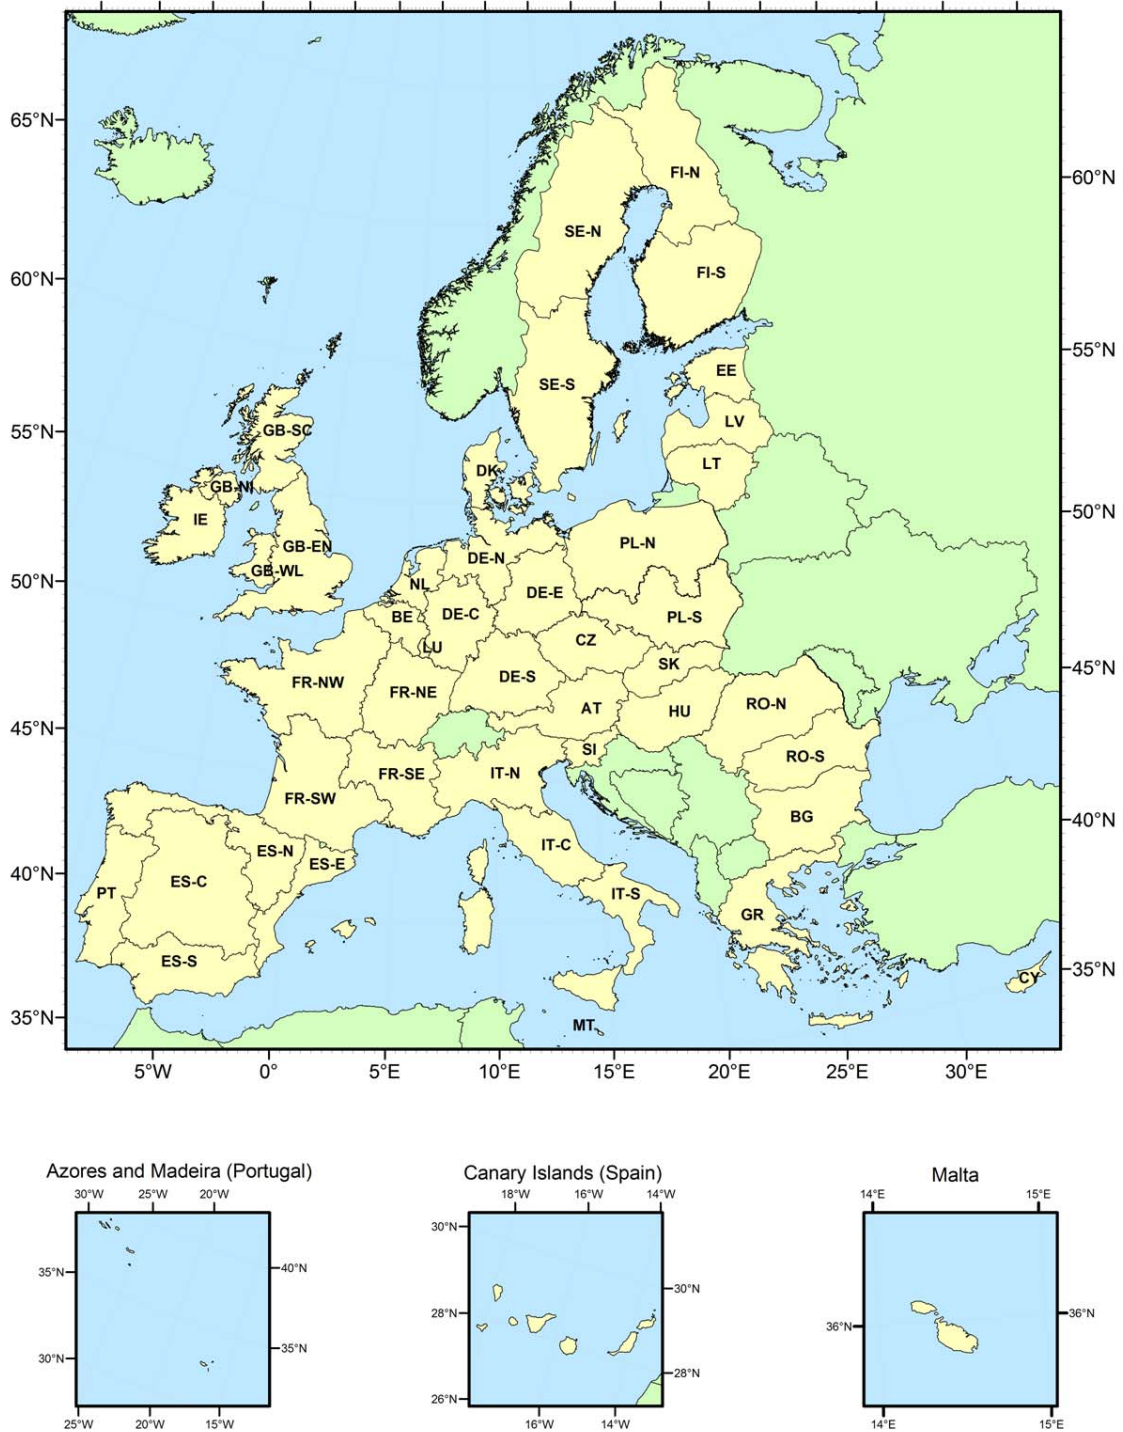 65°N
60°N
FI-N
SE-N
60°N
FI-S
55°N
EE
SE-S
LV
55°N
GB-SC
LT
DK
GB-NI
50°N
IE
PL-N
GB-EN
DE-N
GB-WL
50°N
NL
DE-E
DE-C
BE
PL-S
CZ
LU
SK
45°N
DE-S
FR-NW
FR-NE
RO-N
AT
HU
45°N
SI
RO-S
IT-N
FR-SE
FR-SW
BG
40°N
IT-C
ES-N
ES-E
40°N
ES-C
PT
IT-S
GR
ES-S
35°N
CY
35°N
MT
5°W 0° 5°E 10°E 15°E 20°E 25°E 30°E
Azores and Madeira (Portugal)
30°W 25°W 20°W
40°N
35°N
35°N
30°N
25°W 20°W 15°W
Canary Islands (Spain)
18°W 16°W 14°W
30°N
30°N
28°N
28°N
26°N
16°W 14°W
Malta
14°E 15°E
36°N
36°N
14°E 15°E